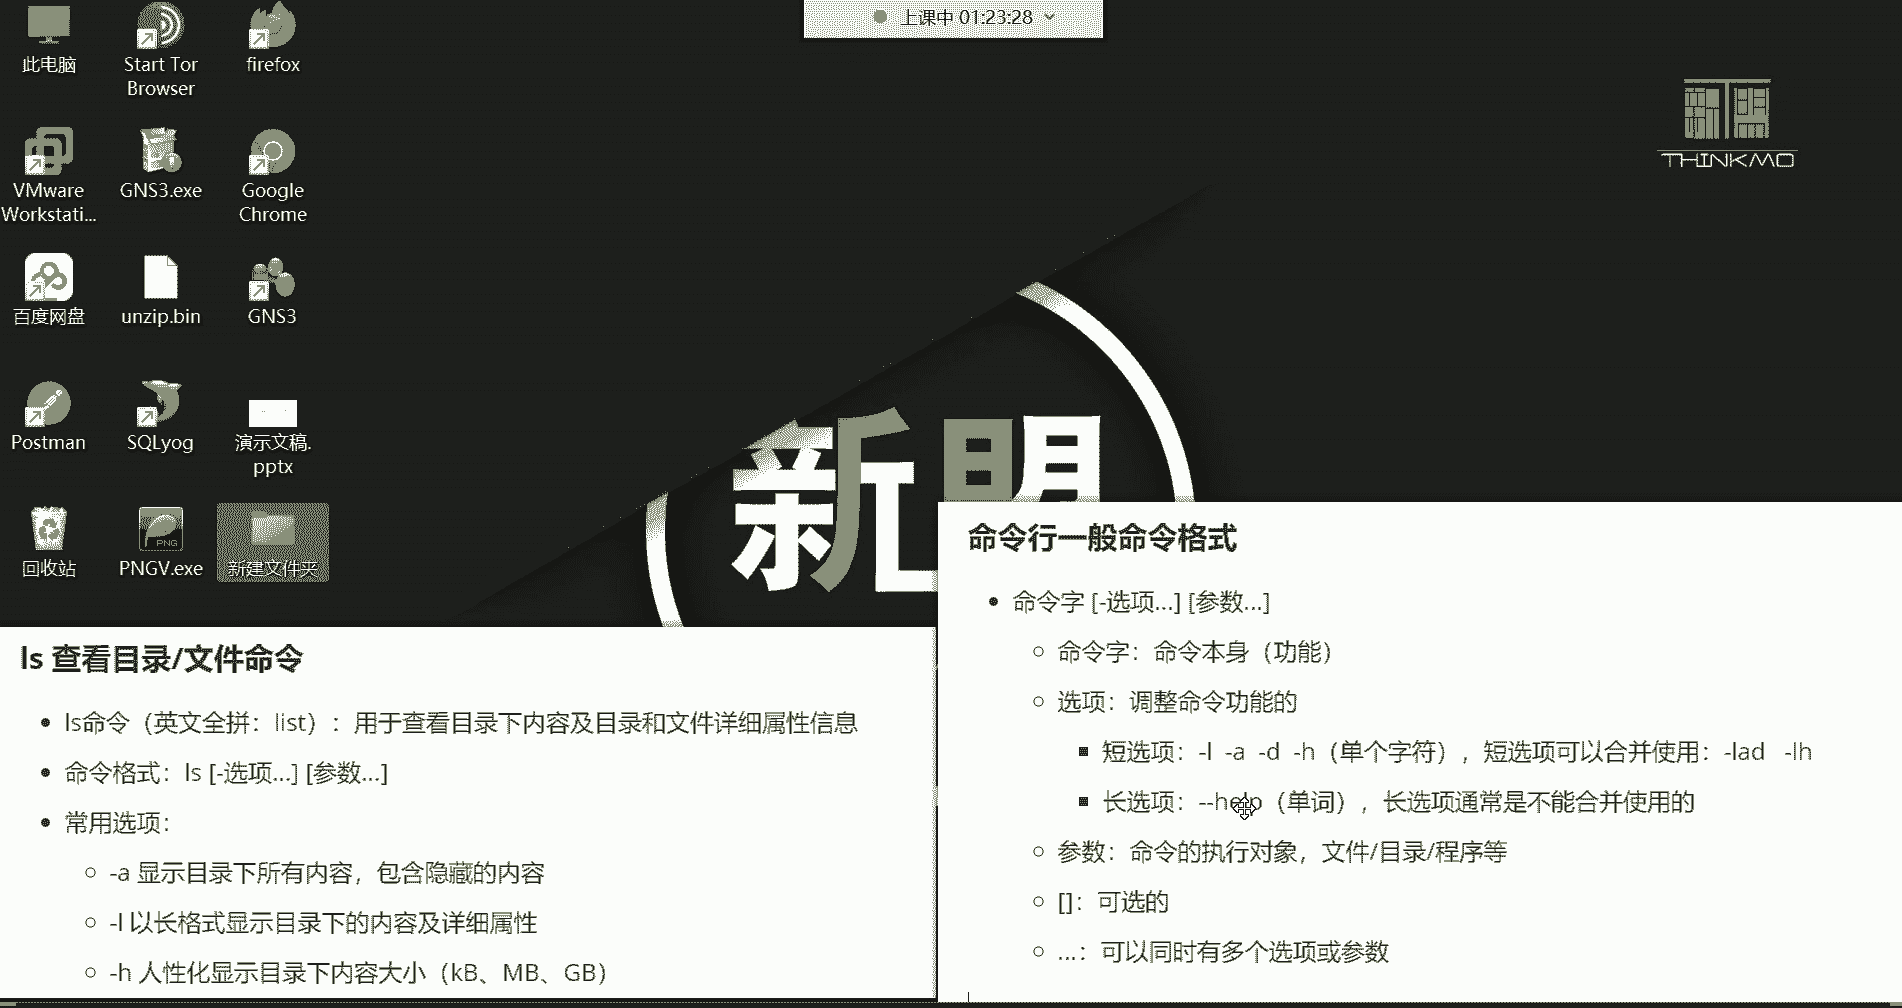 上课中 01:23:28
此电脑
Start Tor
Browser
firefox
THINKMO
VMware
Workstati...
GNS3.exe
Google
Chrome
百度网盘
unzip.bin
GNS3
Postman
SQLyog
演示文稿.
pptx
回收站
PNG
PNGV.exe
新建文件夹
新盟
ls 查看目录/文件命令
• ls命令（英文全拼：list）：用于查看目录下内容及目录和文件详细属性信息
• 命令格式：ls [-选项...] [参数...]
• 常用选项：
○ -a 显示目录下所有内容，包含隐藏的内容
○ -l 以长格式显示目录下的内容及详细属性
○ -h 人性化显示目录下内容大小（kB、MB、GB）
命令行一般命令格式
• 命令字 [-选项...] [参数...]
○ 命令字：命令本身（功能）
○ 选项：调整命令功能的
■ 短选项：-l -a -d -h（单个字符），短选项可以合并使用：-lad -lh
■ 长选项：--help（单词），长选项通常是不能合并使用的
○ 参数：命令的执行对象，文件/目录/程序等
○ []：可选的
○ ...：可以同时有多个选项或参数